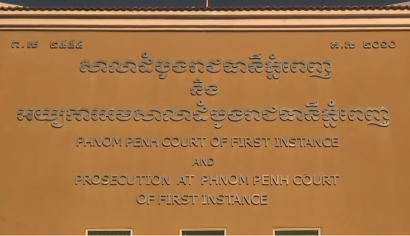 ព.ស ២៥៥៤ គ.ស ២០១០
សាលាដំបូងរាជធានីភ្នំពេញ
និង
អយ្យការអមសាលាដំបូងរាជធានីភ្នំពេញ
PHNOM PENH COURT OF FIRST INSTANCE
AND
PROSECUTION AT PHNOM PENH COURT
OF FIRST INSTANCE